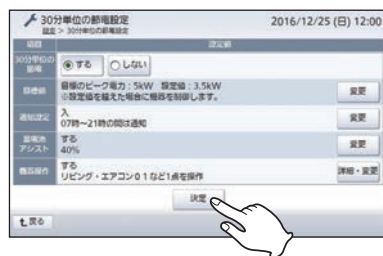 30分単位の節電設定
設定 > 30分単位の節電設定
2016/12/25 (日) 12:00
項目 設定値
30分単位の節電
する しない
目標値
目標のピーク電力:5kW 設定値:3.5kW
※設定値を越えた場合に機器を制御します。
変更
通知設定
入
07時~21時の間は通知
変更
蓄電池アシスト
する
40%
変更
機器操作
する
リビング・エアコン01など1点を操作
詳細・変更
決定
戻る